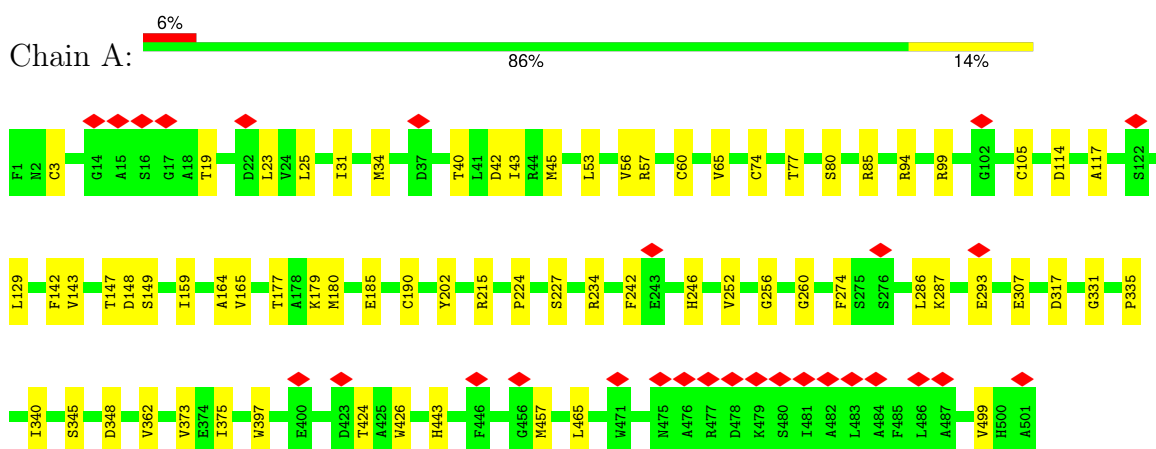 6%
Chain A:
86% 14%
F1 N2 C3 G14 A15 S16 G17 A18 T19 D22 L23 V24 L25 I31 M34 D37 T40 L41 D42 I43 R44 M45 L53 V56 R57 C60 V65 C74 T77 S80 R85 R94 R99 G102 C105 D114 A117 S122
L129 F142 V143 T147 D148 S149 I159 A164 V165 T177 A178 K179 M180 E185 C190 Y202 R215 P224 S227 R234 F242 E243 H246 V252 G256 G260 F274 S275 S276 L286 K287 E293 E307 D317 G331 P335
I340 S345 D348 V362 V373 E374 I375 W397 E400 D423 T424 A425 W426 H443 F446 G456 M457 L465 W471 N475 A476 R477 D478 K479 S480 I481 A482 L483 A484 F485 L486 A487 V499 H500 A501